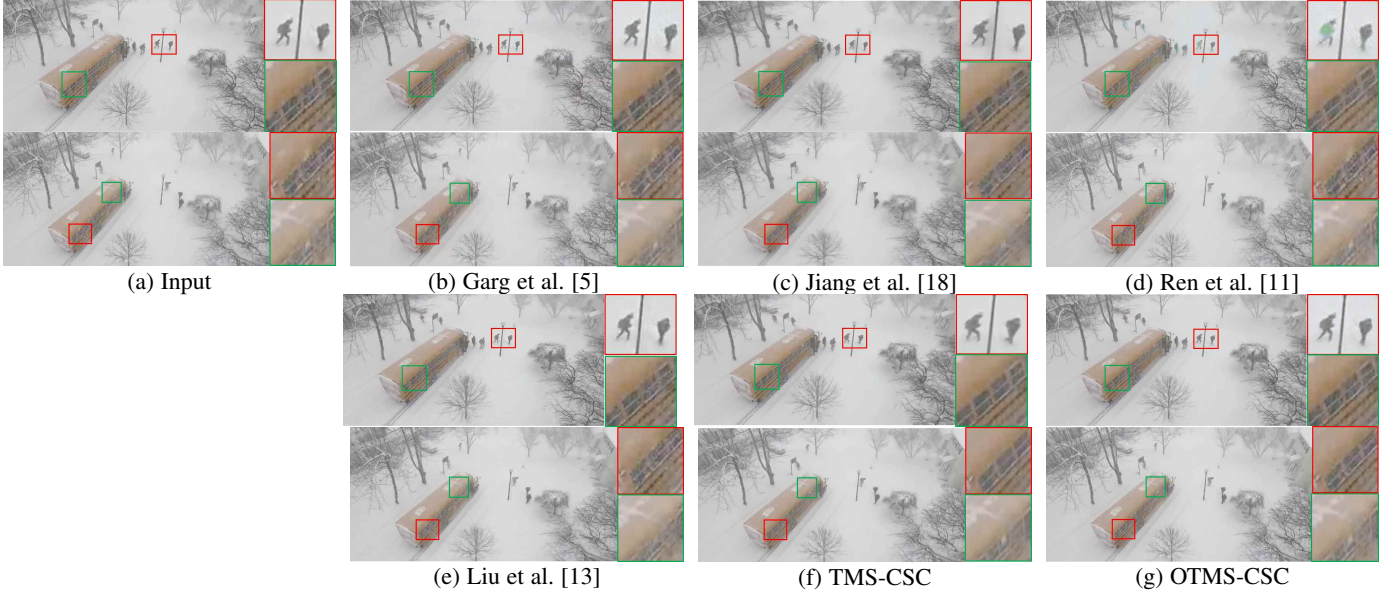 (a) Input
(b) Garg et al. [5]
(c) Jiang et al. [18]
(d) Ren et al. [11]
(e) Liu et al. [13]
(f) TMS-CSC
(g) OTMS-CSC